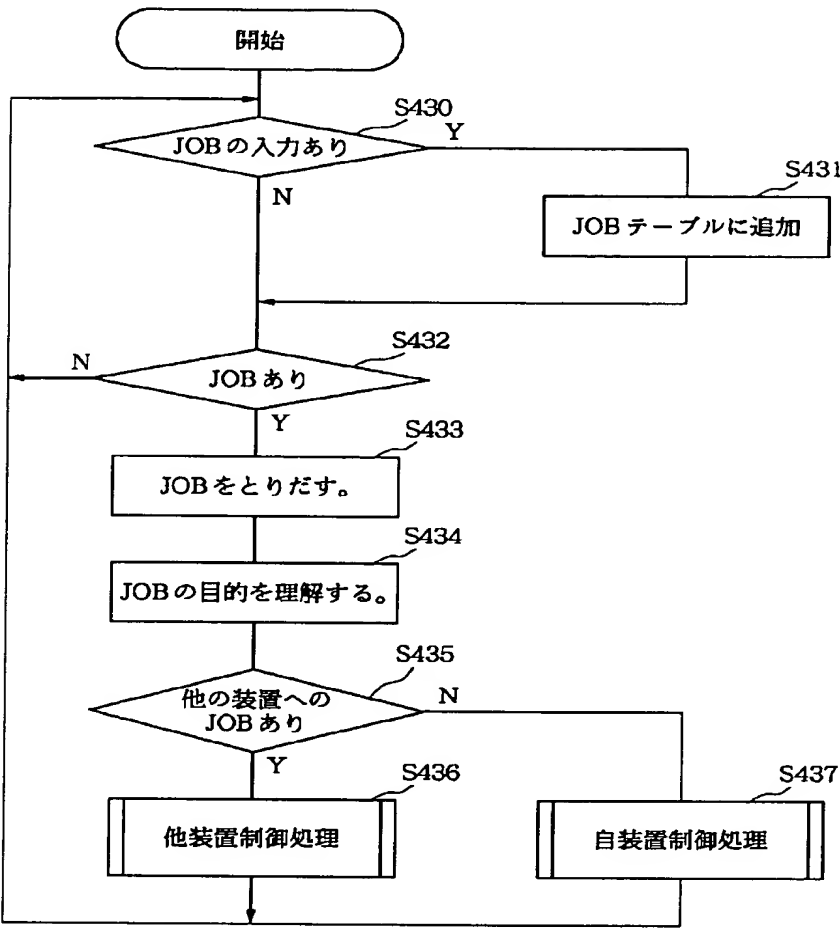 開始
S430
JOBの入力あり
Y
N
S431
JOBテーブルに追加
S432
N
JOBあり
Y
S433
JOBをとりだす。
S434
JOBの目的を理解する。
S435
他の装置への
JOBあり
N
Y
S436
他装置制御処理
S437
自装置制御処理